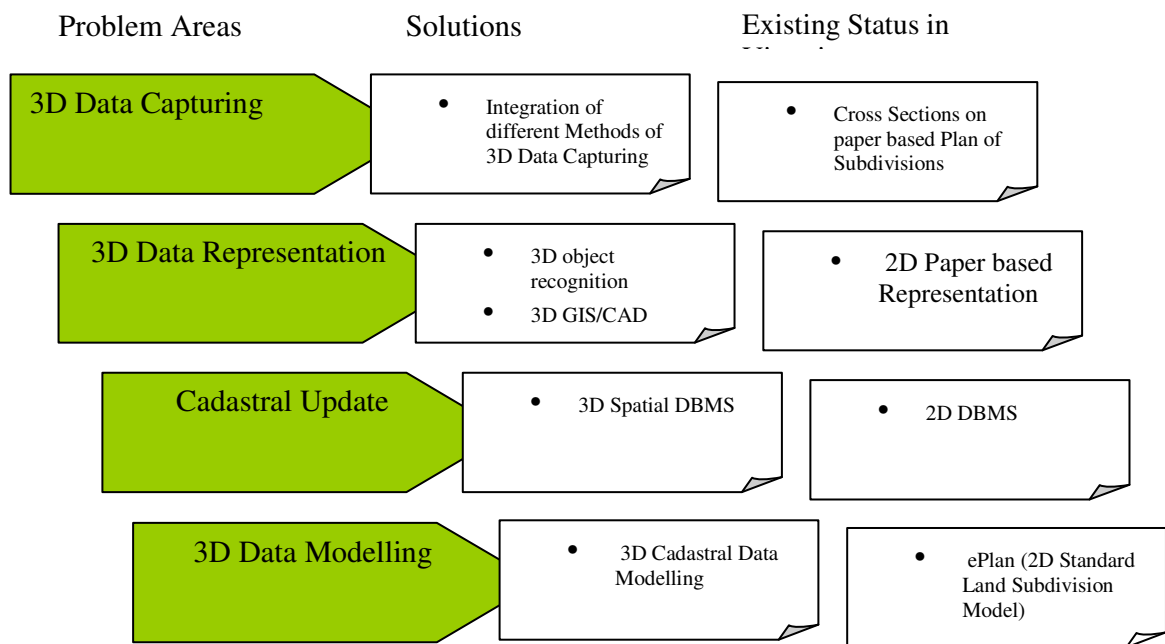 Problem Areas
Solutions
Existing Status in
3D Data Capturing
• Integration of
different Methods of
3D Data Capturing
• Cross Sections on
paper based Plan of
Subdivisions
3D Data Representation
• 3D object
recognition
• 3D GIS/CAD
• 2D Paper based
Representation
Cadastral Update
• 3D Spatial DBMS
• 2D DBMS
3D Data Modelling
• 3D Cadastral Data
Modelling
• ePlan (2D Standard
Land Subdivision
Model)